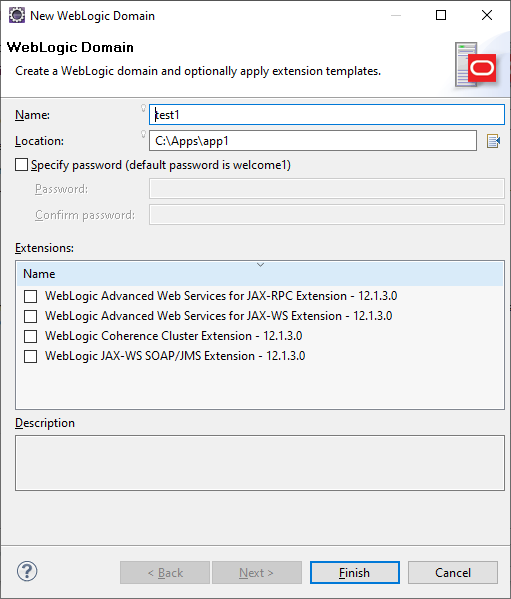 New WebLogic Domain
WebLogic Domain
Create a WebLogic domain and optionally apply extension templates.
Name: test1
Location: C:\Apps\app1
Specify password (default password is welcome1)
Password:
Confirm password:
Extensions:
Name
WebLogic Advanced Web Services for JAX-RPC Extension - 12.1.3.0
WebLogic Advanced Web Services for JAX-WS Extension - 12.1.3.0
WebLogic Coherence Cluster Extension - 12.1.3.0
WebLogic JAX-WS SOAP/JMS Extension - 12.1.3.0
Description
? < Back Next > Finish Cancel